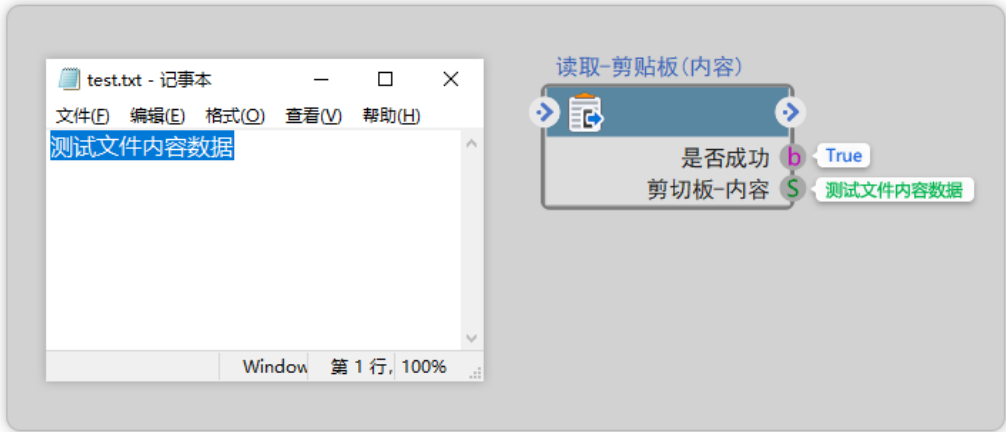 test.txt - 记事本
文件(F) 编辑(E) 格式(O) 查看(V) 帮助(H)
测试文件内容数据
Window 第 1 行, 100%
读取-剪贴板(内容)
是否成功 b True
剪切板-内容 S 测试文件内容数据